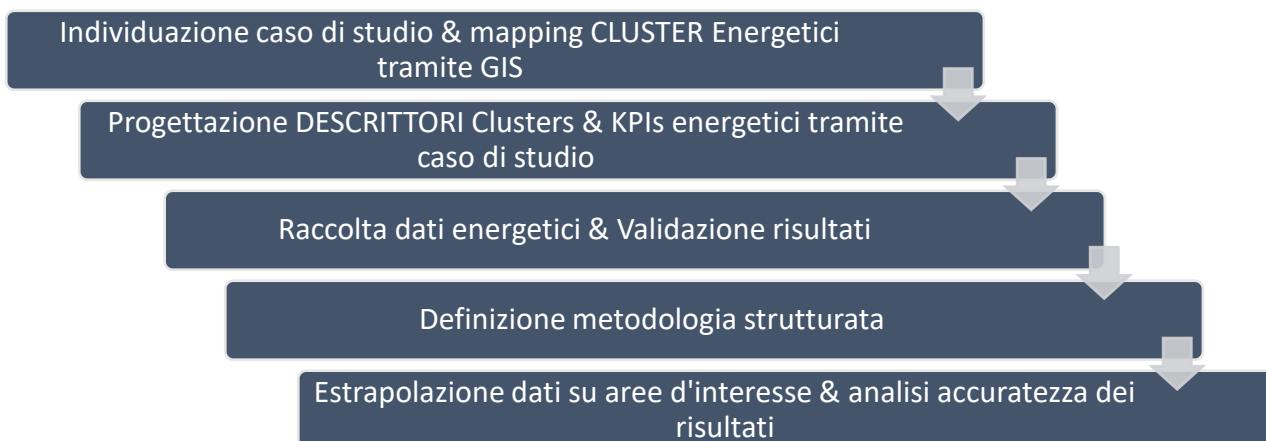 Individuazione caso di studio & mapping CLUSTER Energetici
tramite GIS
Progettazione DESCRITTORI Clusters & KPIs energetici tramite
caso di studio
Raccolta dati energetici & Validazione risultati
Definizione metodologia strutturata
Estrapolazione dati su aree d'interesse & analisi accuratezza dei
risultati